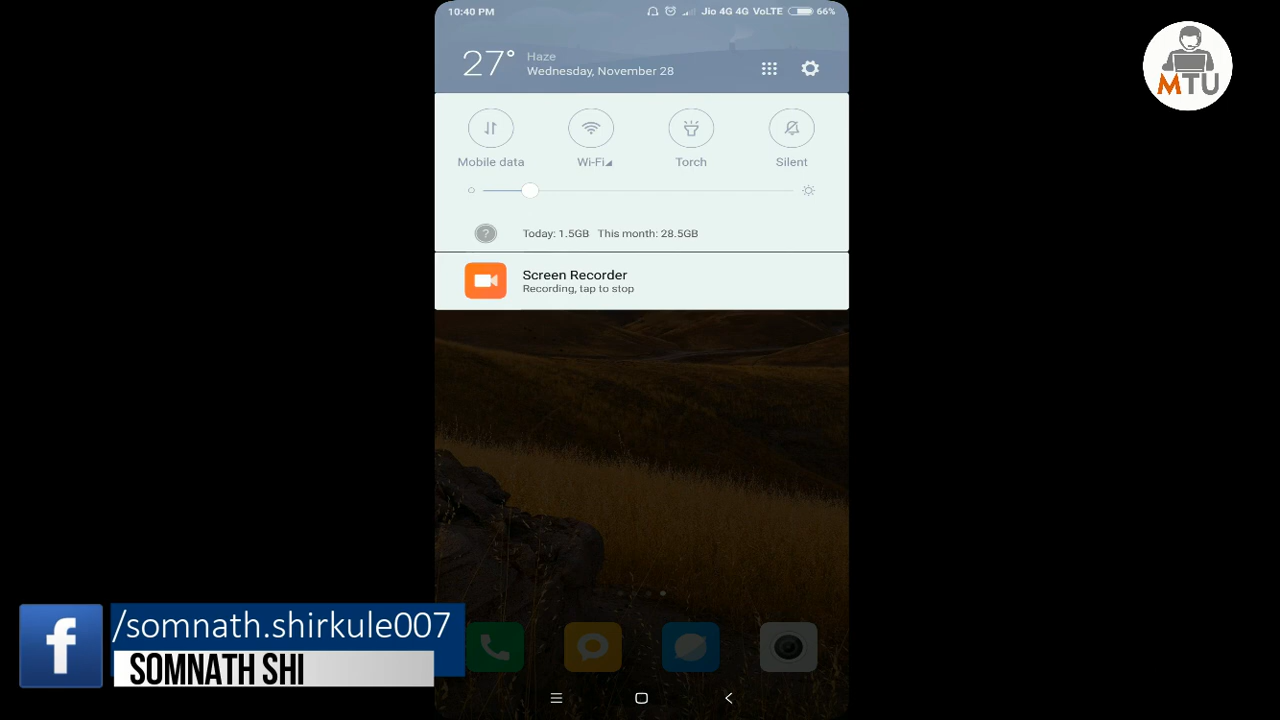 10:40 PM
Jio 4G 4G VoLTE 66%
27°
Haze
Wednesday, November 28
Mobile data
Wi-Fi
Torch
Silent
?
Today: 1.5GB This month: 28.5GB
Screen Recorder
Recording, tap to stop
MTU
f
/somnath.shirkule007
SOMNATH SHI